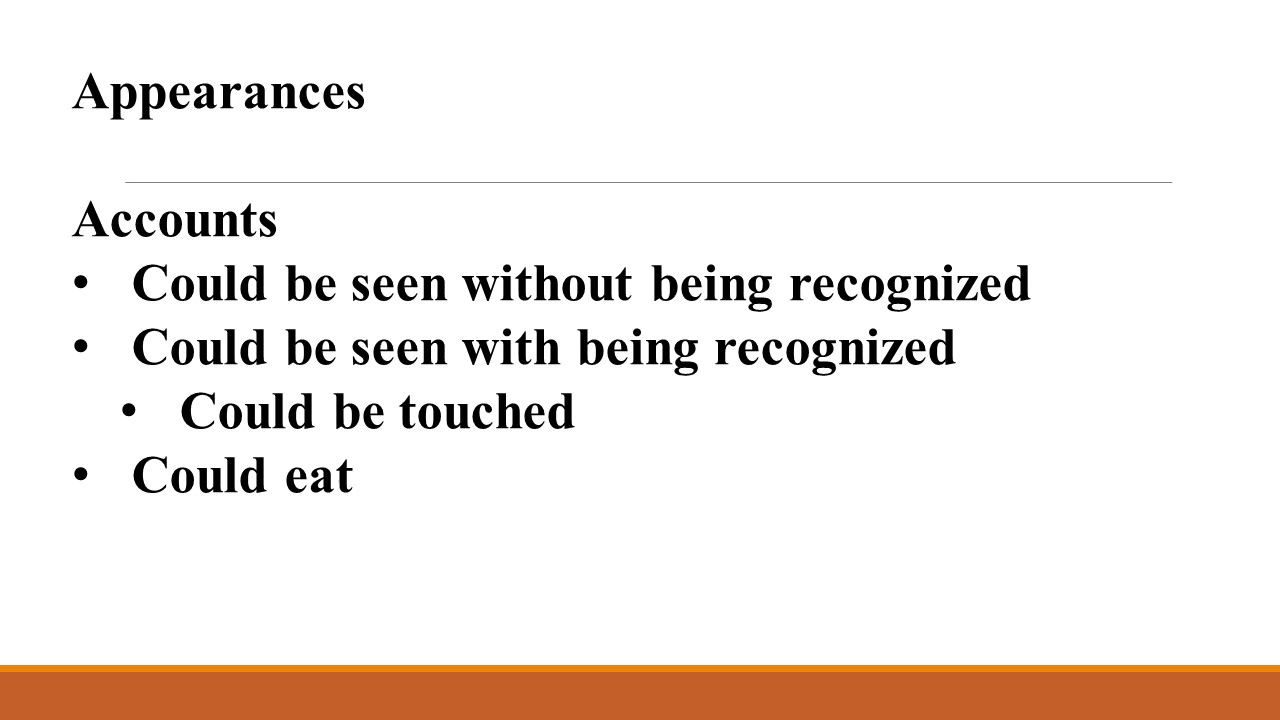 Appearances
Accounts
• Could be seen without being recognized
• Could be seen with being recognized
• Could be touched
• Could eat